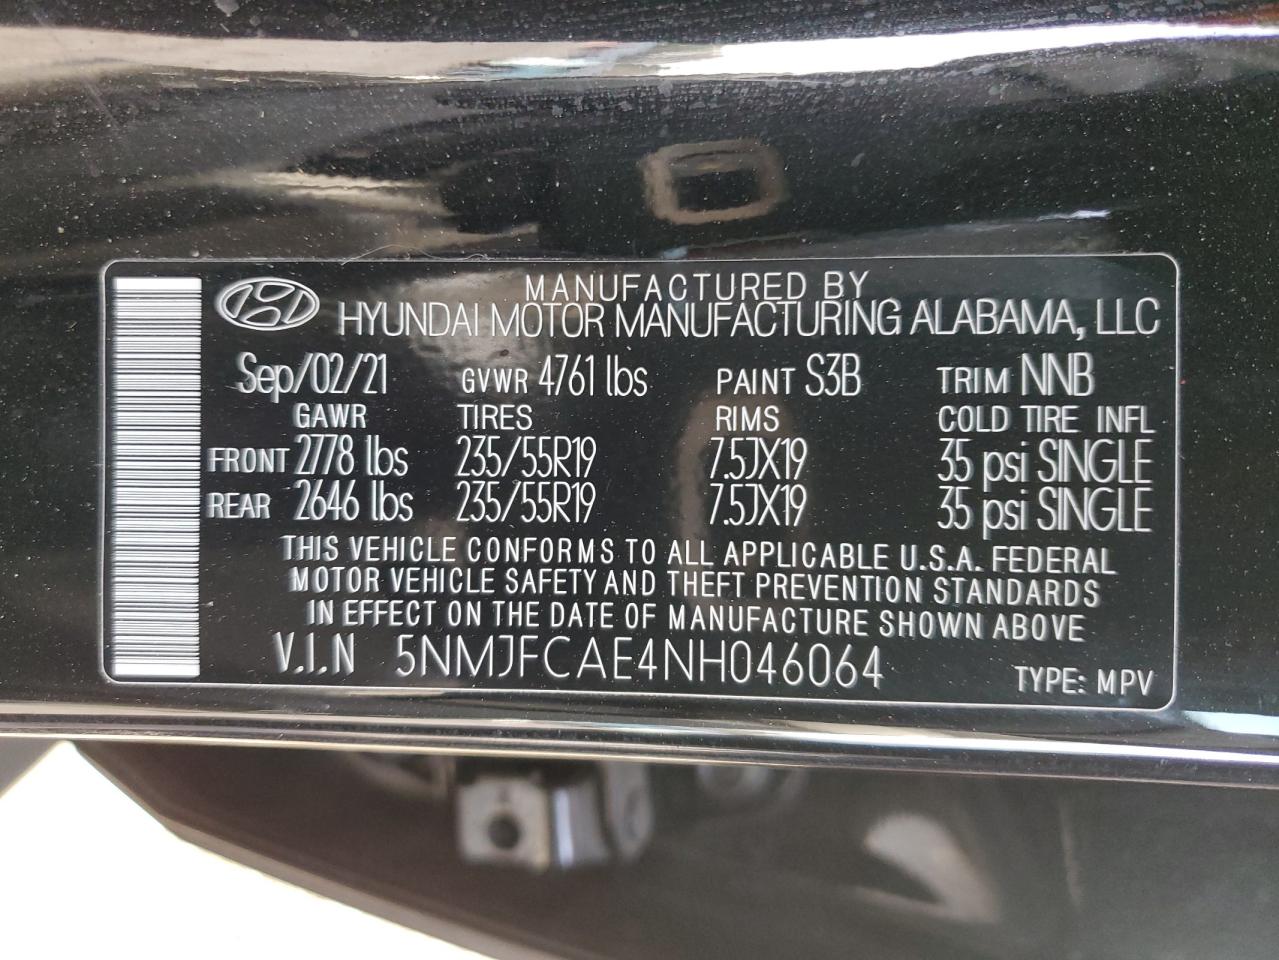 MANUFACTURED BY
HYUNDAI MOTOR MANUFACTURING ALABAMA, LLC
Sep/02/21 GVWR 4761 lbs PAINT S3B TRIM NNB
GAWR TIRES RIMS COLD TIRE INFL
FRONT 2778 lbs 235/55R19 7.5JX19 35 psi SINGLE
REAR 2646 lbs 235/55R19 7.5JX19 35 psi SINGLE
THIS VEHICLE CONFORMS TO ALL APPLICABLE U.S.A. FEDERAL
MOTOR VEHICLE SAFETY AND THEFT PREVENTION STANDARDS
IN EFFECT ON THE DATE OF MANUFACTURE SHOWN ABOVE
V.I.N 5NMJFCAE4NH046064 TYPE: MPV